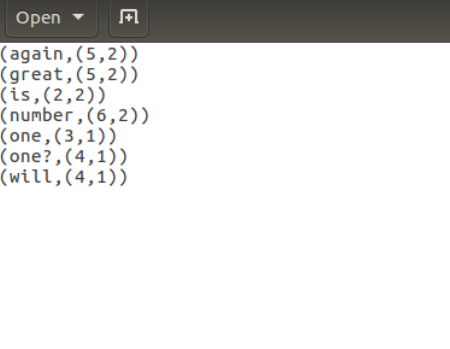 Open
(again,(5,2))
(great,(5,2))
(is,(2,2))
(number,(6,2))
(one,(3,1))
(one?,(4,1))
(will,(4,1))